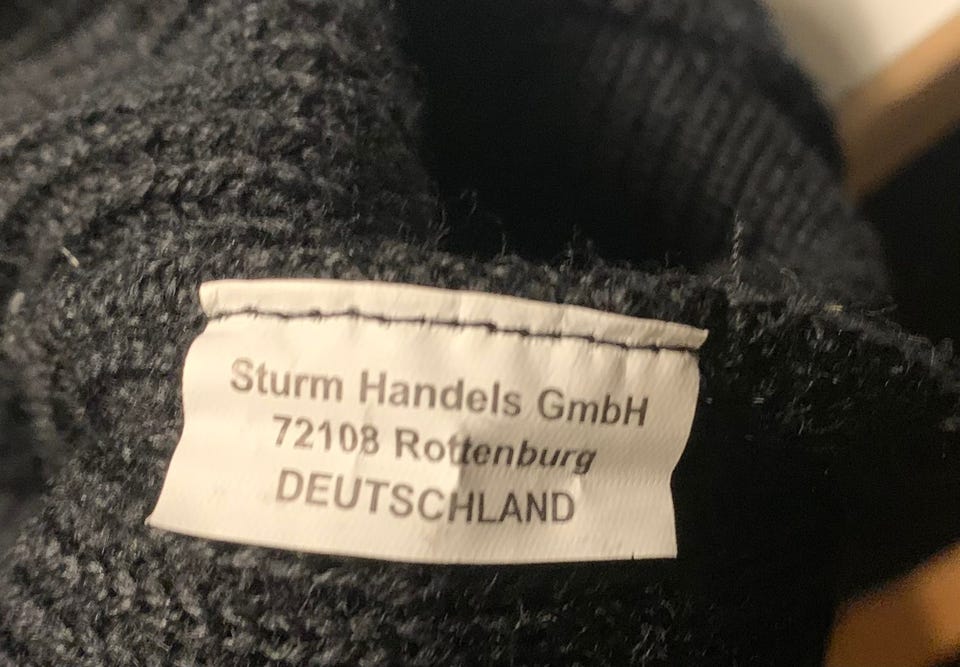 Sturm Handels GmbH
72108 Rottenburg
DEUTSCHLAND